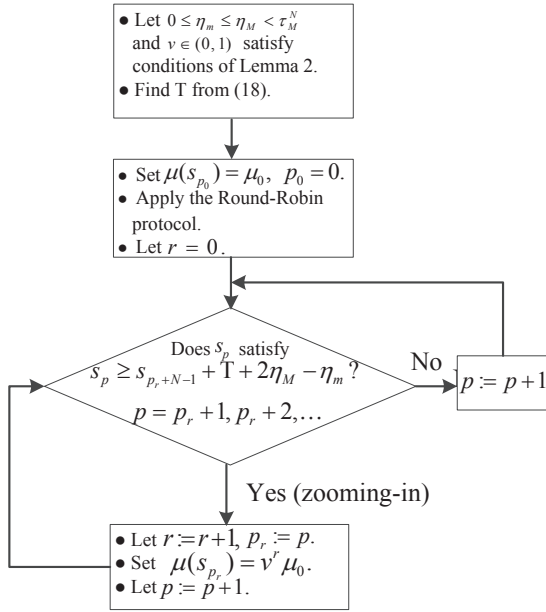 ● Let 0 ≤ η_m ≤ η_M < τ_M^N
and v ∈ (0, 1) satisfy
conditions of Lemma 2.
● Find T from (18).
● Set μ(s_{p_0}) = μ_0, p_0 = 0.
● Apply the Round-Robin
protocol.
● Let r = 0.
Does s_p satisfy
s_p ≥ s_{p_r+N−1} + T + 2η_M − η_m ?
p = p_r + 1, p_r + 2,…
No
p := p + 1
Yes (zooming-in)
● Let r := r + 1, p_r := p.
● Set μ(s_{p_r}) = v^r μ_0.
● Let p := p + 1.